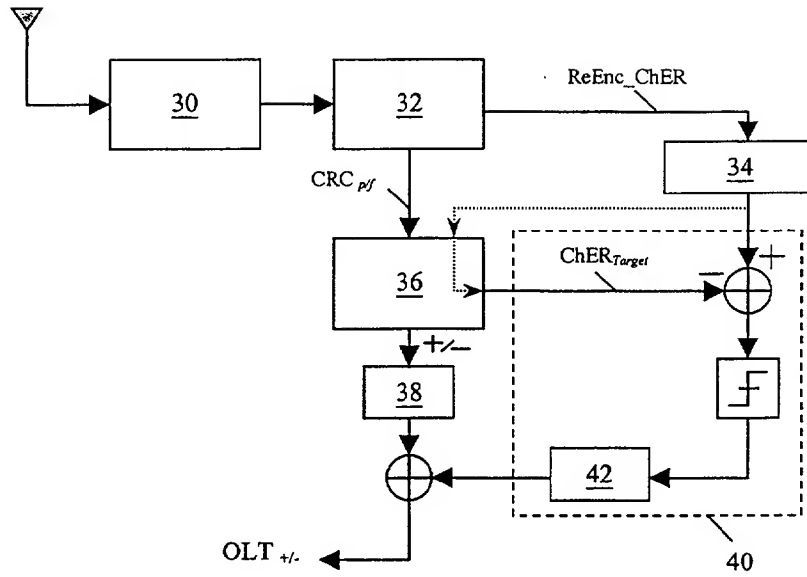 ReEnc_ChER
30
32
34
CRC p/f
36
ChER Target
+
−
+/−
38
42
OLT +/-
40